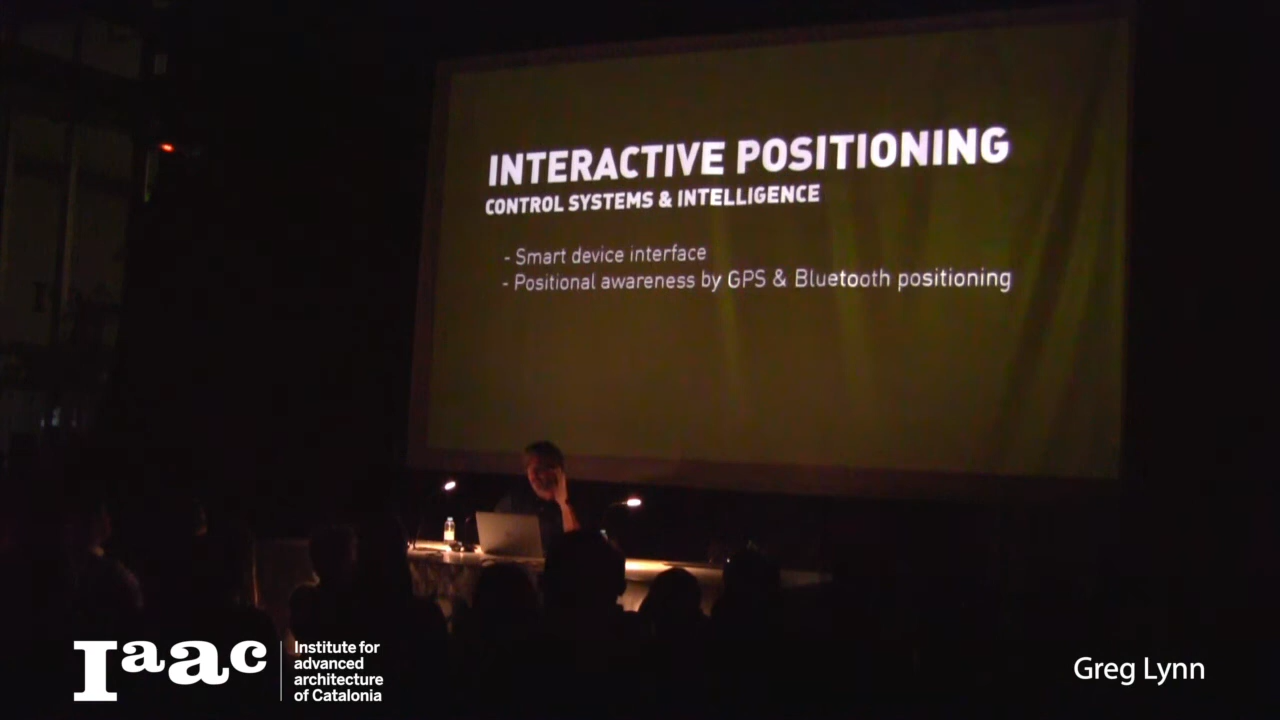 INTERACTIVE POSITIONING
CONTROL SYSTEMS & INTELLIGENCE
- Smart device interface
- Positional awareness by GPS & Bluetooth positioning
Iaac
Institute for
advanced
architecture
of Catalonia
Greg Lynn